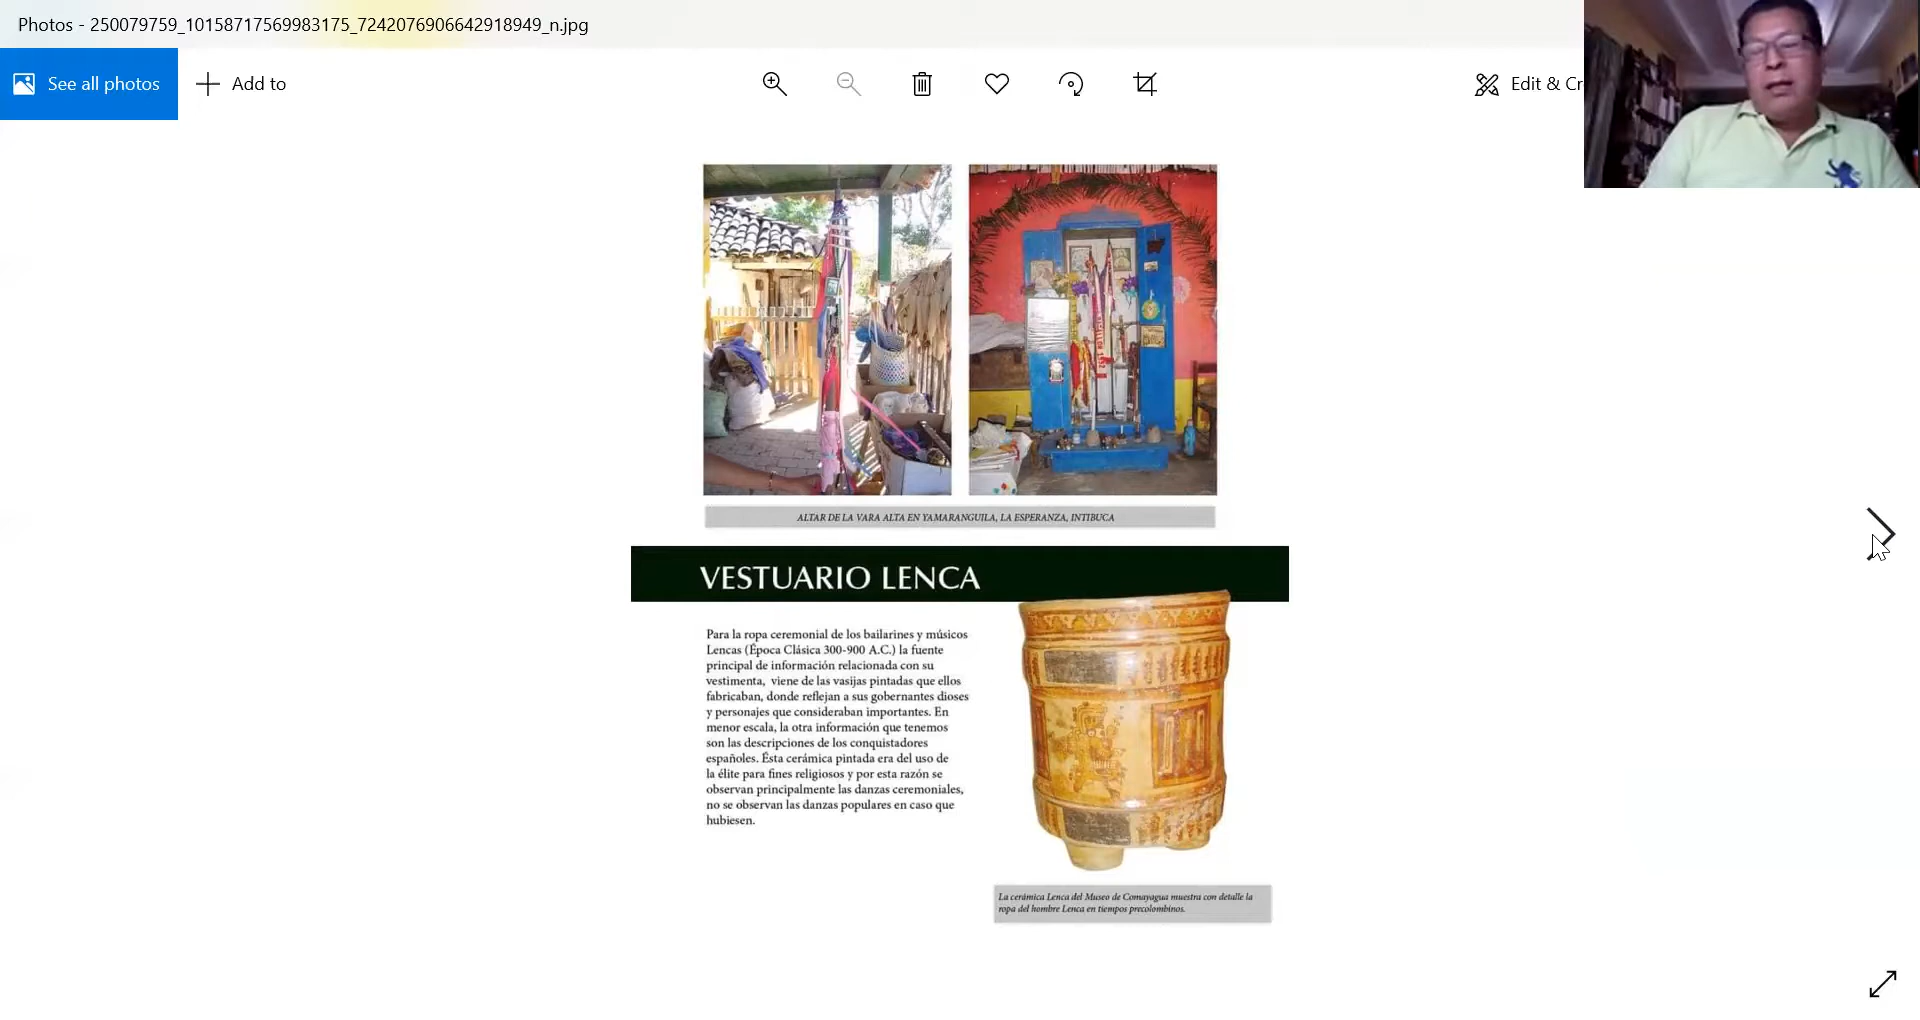 Photos - 250079759_10158717569983175_7242076906642918949_n.jpg
See all photos
Add to
Edit & Cr
ALTAR DE LA VARA ALTA EN YAMARANGUILA, LA ESPERANZA, INTIBUCA
VESTUARIO LENCA
Para la ropa ceremonial de los bailarines y músicos
Lencas (Época Clásica 300-900 A.C.) la fuente
principal de información relacionada con su
vestimenta, viene de las vasijas pintadas que ellos
fabricaban, donde reflejan a sus gobernantes dioses
y personajes que consideraban importantes. En
menor escala, la otra información que tenemos
son las descripciones de los conquistadores
españoles. Ésta cerámica pintada era del uso de
la élite para fines religiosos y por esta razón se
observan principalmente las danzas ceremoniales,
no se observan las danzas populares en caso que
hubiesen.
La cerámica Lenca del Museo de Comayagua muestra con detalle la
ropa del hombre Lenca en tiempos precolombinos.